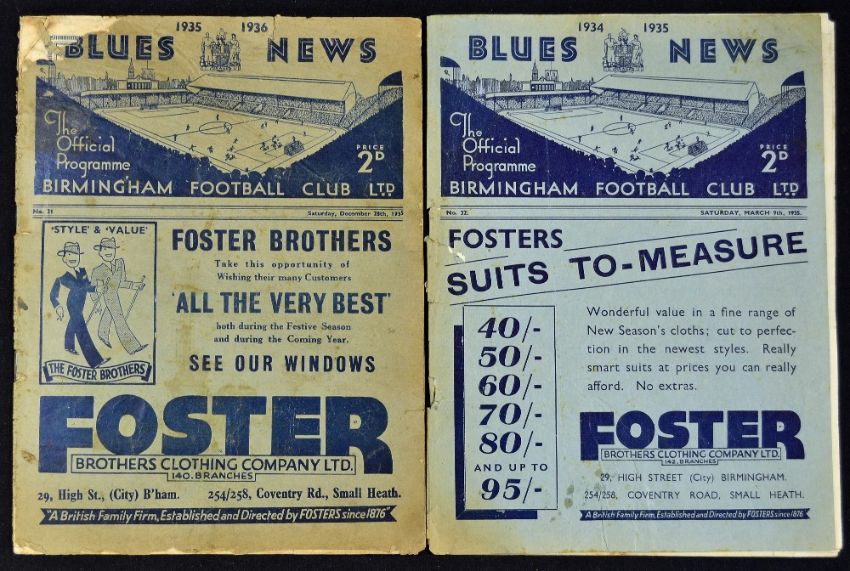 1935 1936
BLUES NEWS
The
Official
Programme
PRICE
2D
BIRMINGHAM FOOTBALL CLUB LTD
No. 21 Saturday, December 28th, 1935
'STYLE' & 'VALUE'
THE FOSTER BROTHERS
FOSTER BROTHERS
Take this opportunity of
Wishing their many Customers
'ALL THE VERY BEST'
both during the Festive Season
and during the Coming Year.
SEE OUR WINDOWS
FOSTER
BROTHERS CLOTHING COMPANY LTD.
140. BRANCHES
29, High St., (City) B'ham. 254/258, Coventry Rd., Small Heath.
"A British Family Firm, Established and Directed by FOSTERS since 1876"
1934 1935
BLUES NEWS
The
Official
Programme
PRICE
2D
BIRMINGHAM FOOTBALL CLUB LTD
No. 22. SATURDAY, MARCH 9th, 1935.
FOSTERS
SUITS TO-MEASURE
40/-
50/-
60/-
70/-
80/-
AND UP TO
95/-
Wonderful value in a fine range of
New Season's cloths; cut to perfec-
tion in the newest styles. Really
smart suits at prices you can really
afford. No extras.
FOSTER
BROTHERS CLOTHING COMPANY LTD.
142. BRANCHES
29, HIGH STREET (City) BIRMINGHAM.
254/258, COVENTRY ROAD, SMALL HEATH.
"A British Family Firm, Established and Directed by FOSTERS since 1876"